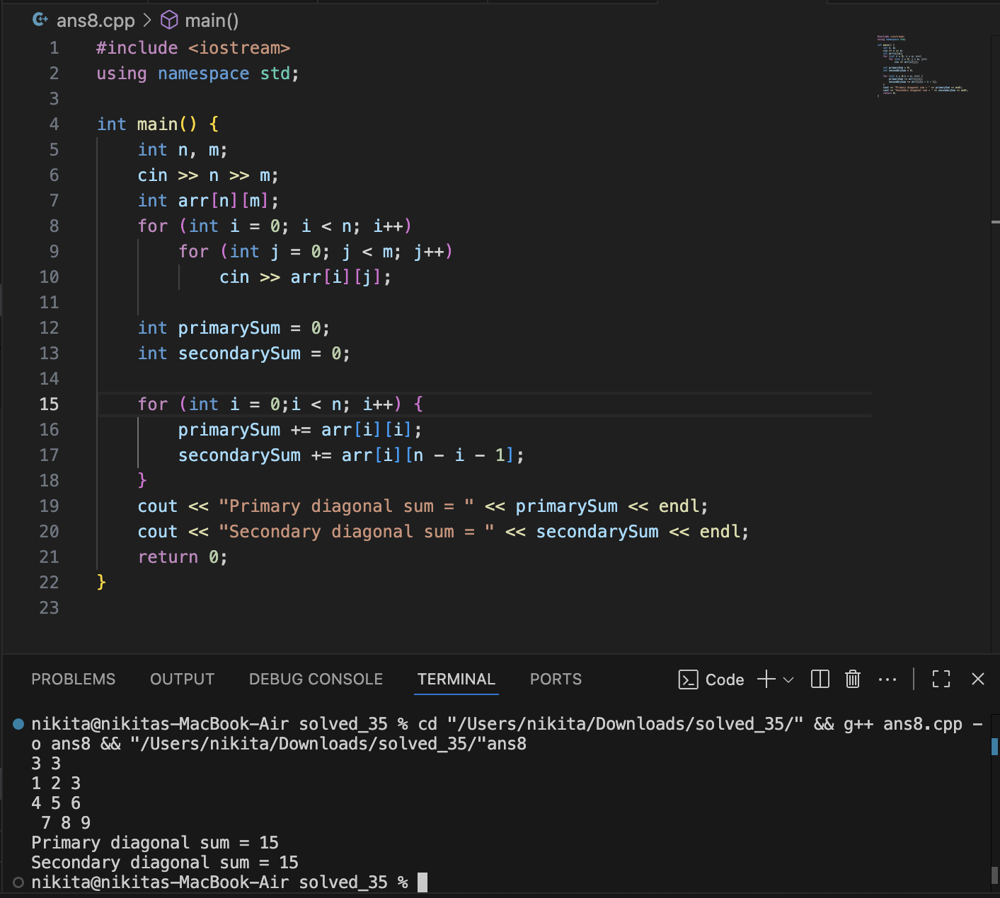 ans8.cpp > main()
1 #include <iostream>
2 using namespace std;
3
4 int main() {
5     int n, m;
6     cin >> n >> m;
7     int arr[n][m];
8     for (int i = 0; i < n; i++)
9         for (int j = 0; j < m; j++)
10             cin >> arr[i][j];
11
12     int primarySum = 0;
13     int secondarySum = 0;
14
15     for (int i = 0;i < n; i++) {
16         primarySum += arr[i][i];
17         secondarySum += arr[i][n - i - 1];
18     }
19     cout << "Primary diagonal sum = " << primarySum << endl;
20     cout << "Secondary diagonal sum = " << secondarySum << endl;
21     return 0;
22 }
23
PROBLEMS OUTPUT DEBUG CONSOLE TERMINAL PORTS Code
nikita@nikitas-MacBook-Air solved_35 % cd "/Users/nikita/Downloads/solved_35/" && g++ ans8.cpp -
o ans8 && "/Users/nikita/Downloads/solved_35/"ans8
3 3
1 2 3
4 5 6
 7 8 9
Primary diagonal sum = 15
Secondary diagonal sum = 15
nikita@nikitas-MacBook-Air solved_35 %